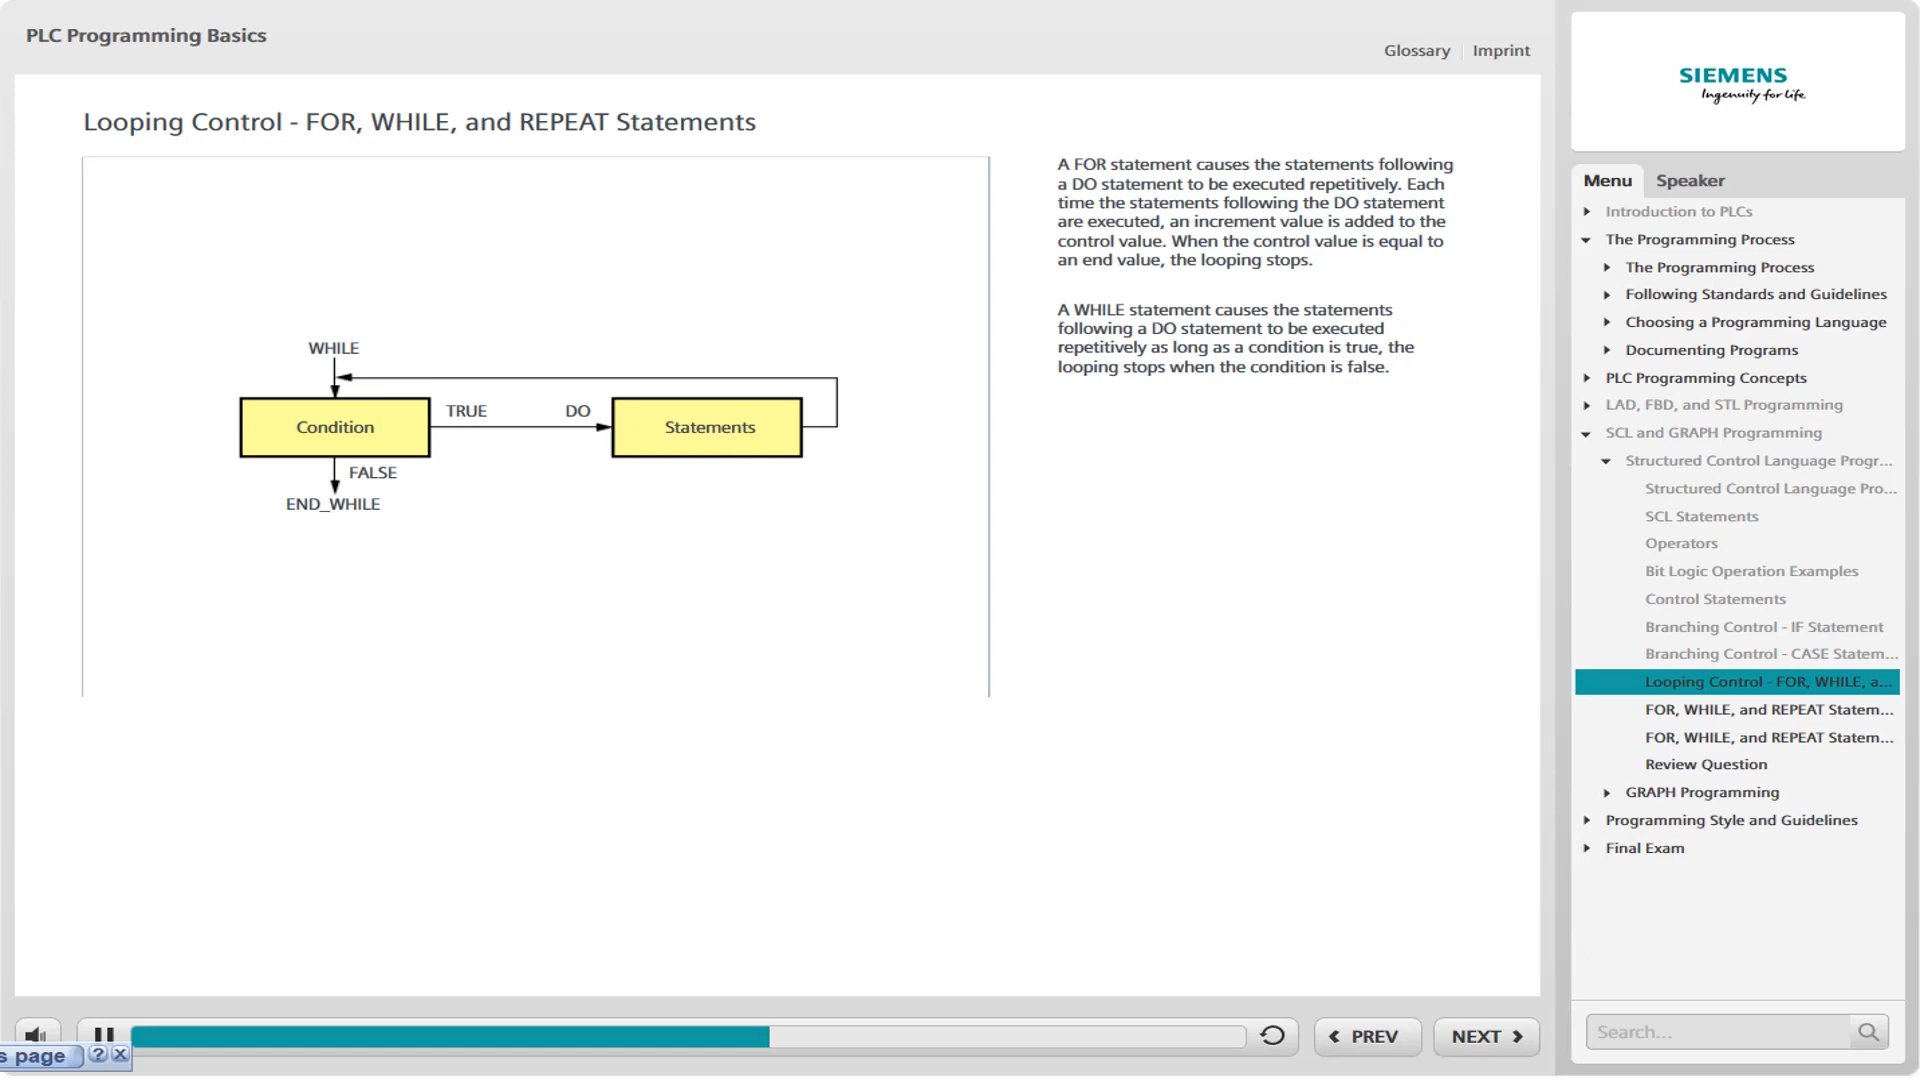 PLC Programming Basics
Glossary
Imprint
Looping Control - FOR, WHILE, and REPEAT Statements
WHILE
Condition
TRUE
DO
Statements
FALSE
END_WHILE
A FOR statement causes the statements following
a DO statement to be executed repetitively. Each
time the statements following the DO statement
are executed, an increment value is added to the
control value. When the control value is equal to
an end value, the looping stops.
A WHILE statement causes the statements
following a DO statement to be executed
repetitively as long as a condition is true, the
looping stops when the condition is false.
SIEMENS
Ingenuity for life
Menu
Speaker
Introduction to PLCs
The Programming Process
The Programming Process
Following Standards and Guidelines
Choosing a Programming Language
Documenting Programs
PLC Programming Concepts
LAD, FBD, and STL Programming
SCL and GRAPH Programming
Structured Control Language Progr...
Structured Control Language Pro...
SCL Statements
Operators
Bit Logic Operation Examples
Control Statements
Branching Control - IF Statement
Branching Control - CASE Statem...
Looping Control - FOR, WHILE, a...
FOR, WHILE, and REPEAT Statem...
FOR, WHILE, and REPEAT Statem...
Review Question
GRAPH Programming
Programming Style and Guidelines
Final Exam
Search...
PREV
NEXT
s page
?